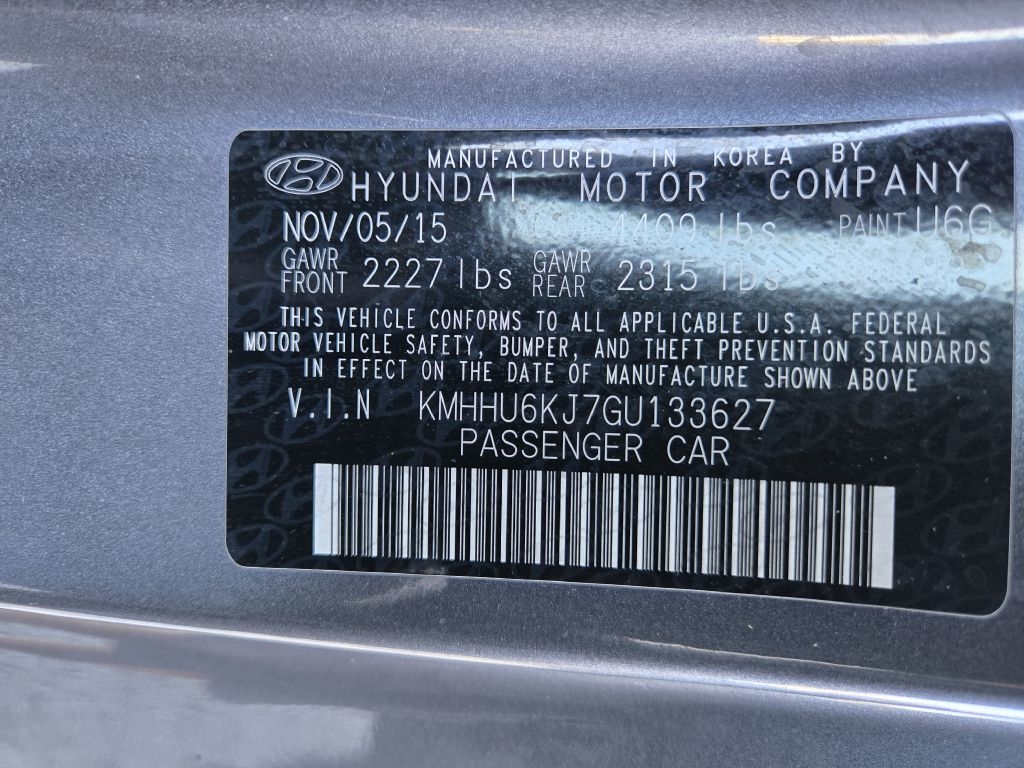 MANUFACTURED IN KOREA BY
HYUNDAI MOTOR COMPANY
NOV/05/15 4409 lbs PAINT U6G
GAWR FRONT 2227 lbs GAWR REAR 2315 lbs
THIS VEHICLE CONFORMS TO ALL APPLICABLE U.S.A. FEDERAL
MOTOR VEHICLE SAFETY, BUMPER, AND THEFT PREVENTION STANDARDS
IN EFFECT ON THE DATE OF MANUFACTURE SHOWN ABOVE
V.I.N KMHHU6KJ7GU133627
PASSENGER CAR